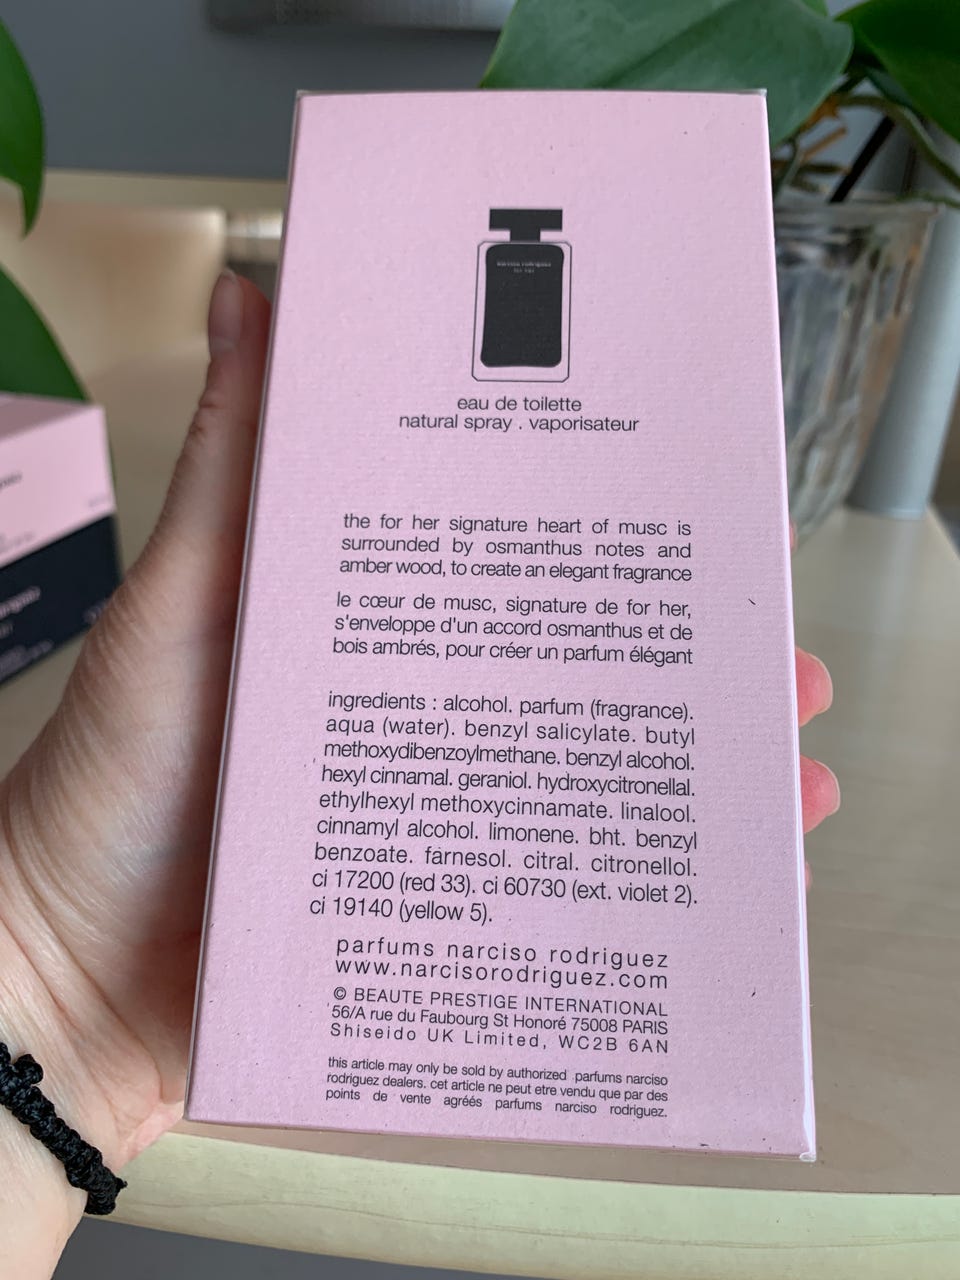 narciso rodriguez
for her
eau de toilette
natural spray . vaporisateur
the for her signature heart of musc is
surrounded by osmanthus notes and
amber wood, to create an elegant fragrance
le cœur de musc, signature de for her,
s'enveloppe d'un accord osmanthus et de
bois ambrés, pour créer un parfum élégant
ingredients : alcohol. parfum (fragrance).
aqua (water). benzyl salicylate. butyl
methoxydibenzoylmethane. benzyl alcohol.
hexyl cinnamal. geraniol. hydroxycitronellal.
ethylhexyl methoxycinnamate. linalool.
cinnamyl alcohol. limonene. bht. benzyl
benzoate. farnesol. citral. citronellol.
ci 17200 (red 33). ci 60730 (ext. violet 2).
ci 19140 (yellow 5).
parfums narciso rodriguez
www.narcisorodriguez.com
© BEAUTE PRESTIGE INTERNATIONAL
56/A rue du Faubourg St Honoré 75008 PARIS
Shiseido UK Limited, WC2B 6AN
this article may only be sold by authorized parfums narciso
rodriguez dealers. cet article ne peut etre vendu que par des
points de vente agréés parfums narciso rodriguez.